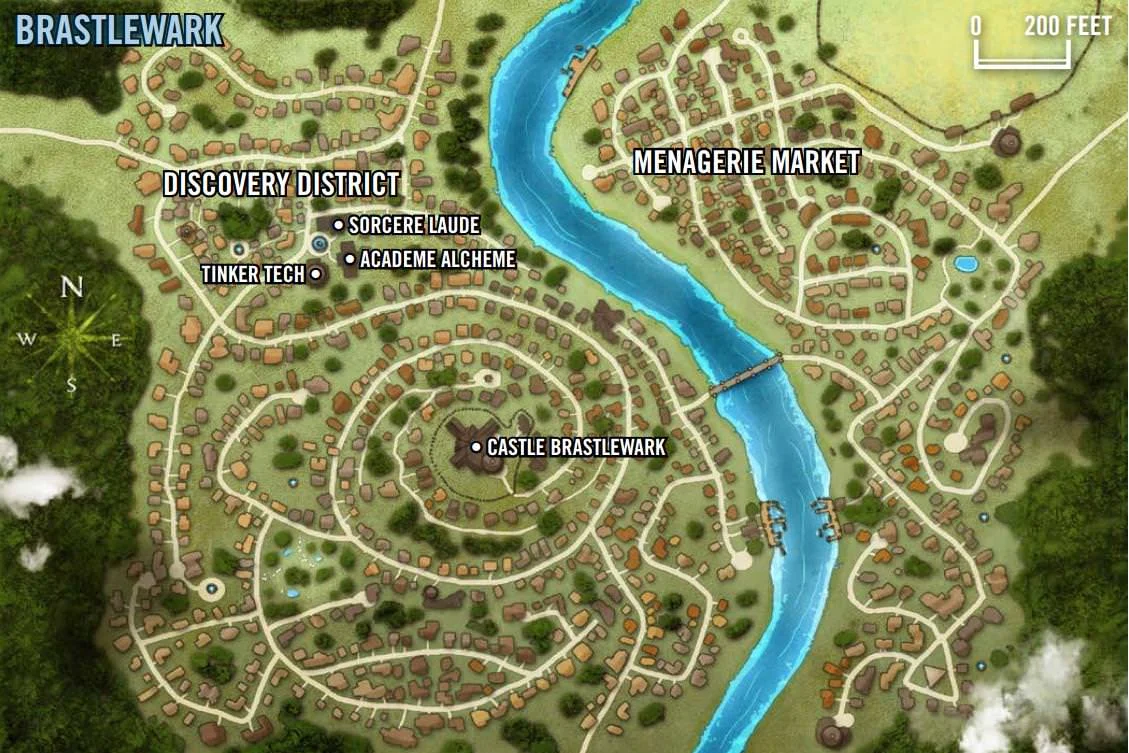 BRASTLEWARK
0 200 FEET
MENAGERIE MARKET
DISCOVERY DISTRICT
• SORCERE LAUDE
• ACADEME ALCHEME
TINKER TECH •
N
W E
S
• CASTLE BRASTLEWARK